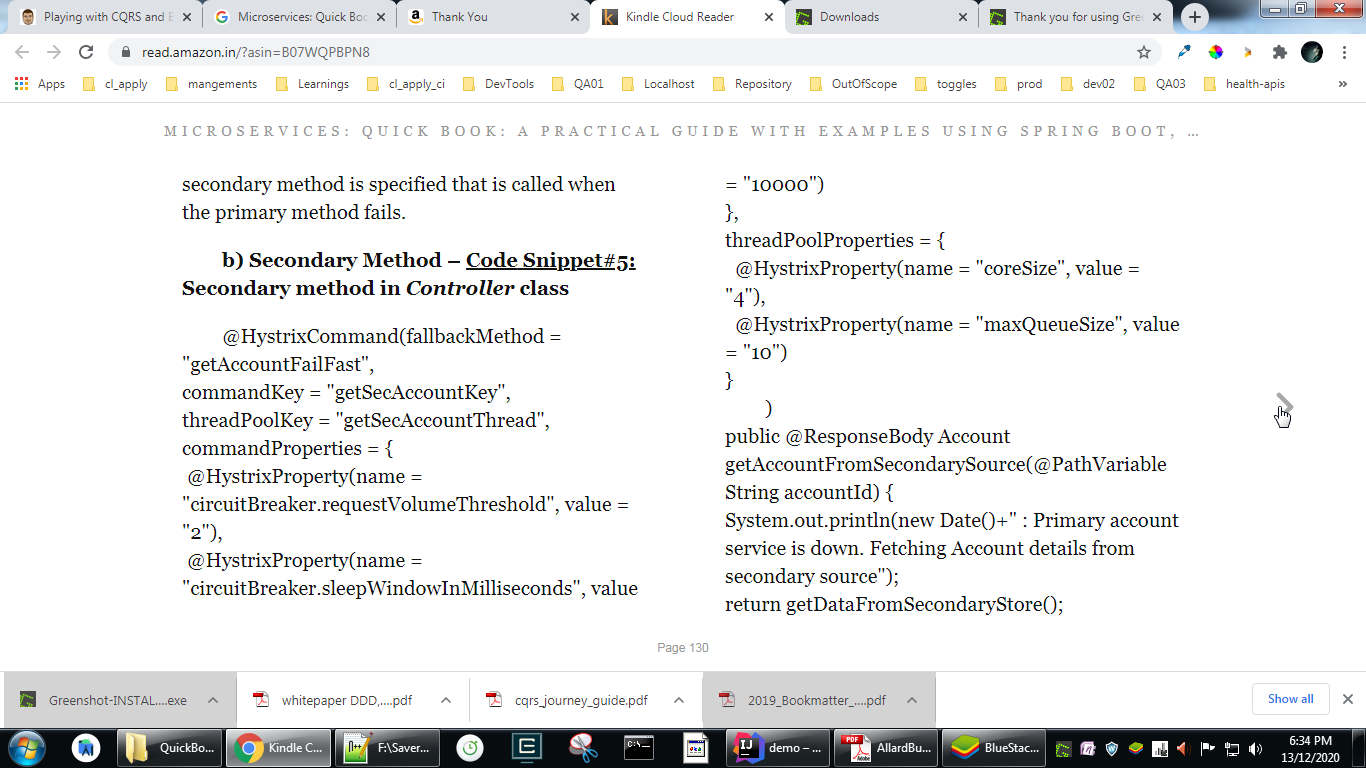 Playing with CQRS and E
Microservices: Quick Boo
Thank You
Kindle Cloud Reader
Downloads
Thank you for using Gree
read.amazon.in/?asin=B07WQPBPN8
Apps
cl_apply
mangements
Learnings
cl_apply_ci
DevTools
QA01
Localhost
Repository
OutOfScope
toggles
prod
dev02
QA03
health-apis
»
MICROSERVICES: QUICK BOOK: A PRACTICAL GUIDE WITH EXAMPLES USING SPRING BOOT, …
secondary method is specified that is called when
the primary method fails.
b) Secondary Method – Code Snippet#5:
Secondary method in Controller class
@HystrixCommand(fallbackMethod =
"getAccountFailFast",
commandKey = "getSecAccountKey",
threadPoolKey = "getSecAccountThread",
commandProperties = {
@HystrixProperty(name =
"circuitBreaker.requestVolumeThreshold", value =
"2"),
@HystrixProperty(name =
"circuitBreaker.sleepWindowInMilliseconds", value
= "10000")
},
threadPoolProperties = {
@HystrixProperty(name = "coreSize", value =
"4"),
@HystrixProperty(name = "maxQueueSize", value
= "10")
}
)
public @ResponseBody Account
getAccountFromSecondarySource(@PathVariable
String accountId) {
System.out.println(new Date()+" : Primary account
service is down. Fetching Account details from
secondary source");
return getDataFromSecondaryStore();
Page 130
Greenshot-INSTAL....exe
whitepaper DDD,....pdf
cqrs_journey_guide.pdf
2019_Bookmatter_....pdf
Show all
QuickBo...
Kindle C...
F:\Saver...
demo – ...
AllardBu...
BlueStac...
6:34 PM
13/12/2020